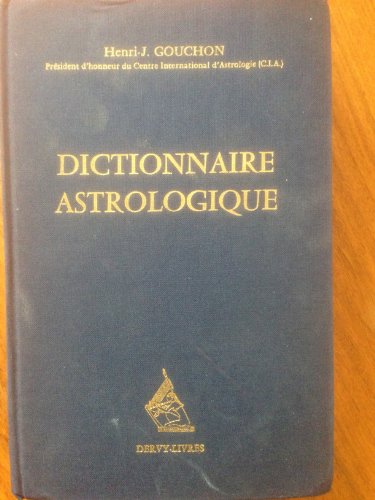 Henri-J. GOUCHON
Président d'honneur du Centre International d'Astrologie (C.I.A.)
DICTIONNAIRE
ASTROLOGIQUE
DERVY-LIVRES